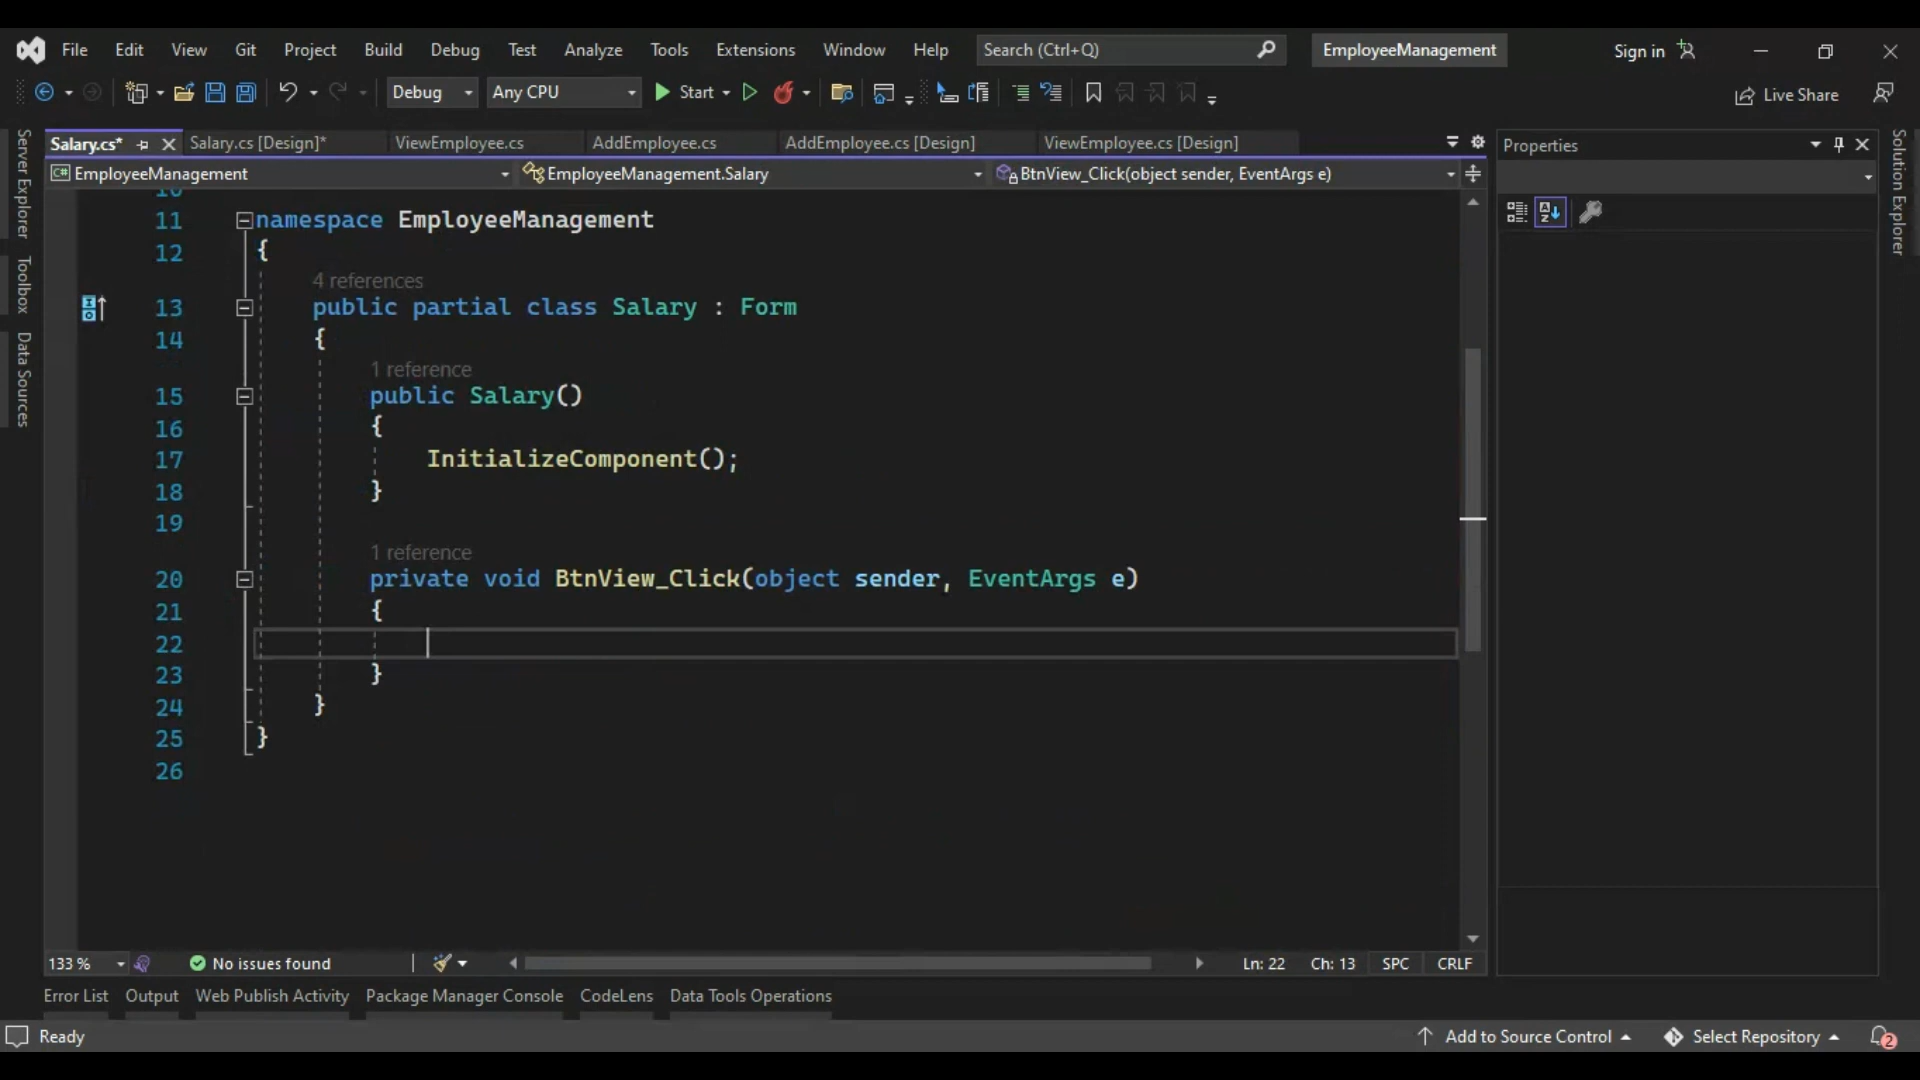 File Edit View Git Project Build Debug Test Analyze Tools Extensions Window Help Search (Ctrl+Q) EmployeeManagement Sign in
Debug Any CPU Start Live Share
Salary.cs* Salary.cs [Design]* ViewEmployee.cs AddEmployee.cs AddEmployee.cs [Design] ViewEmployee.cs [Design] Properties
C# EmployeeManagement EmployeeManagement.Salary BtnView_Click(object sender, EventArgs e)
Server Explorer
Toolbox
Data Sources
Solution Explorer
10
11 namespace EmployeeManagement
12 {
4 references
13 public partial class Salary : Form
14 {
1 reference
15 public Salary()
16 {
17 InitializeComponent();
18 }
19
1 reference
20 private void BtnView_Click(object sender, EventArgs e)
21 {
22
23 }
24 }
25 }
26
133 % No issues found Ln: 22 Ch: 13 SPC CRLF
Error List Output Web Publish Activity Package Manager Console CodeLens Data Tools Operations
Ready Add to Source Control Select Repository 2